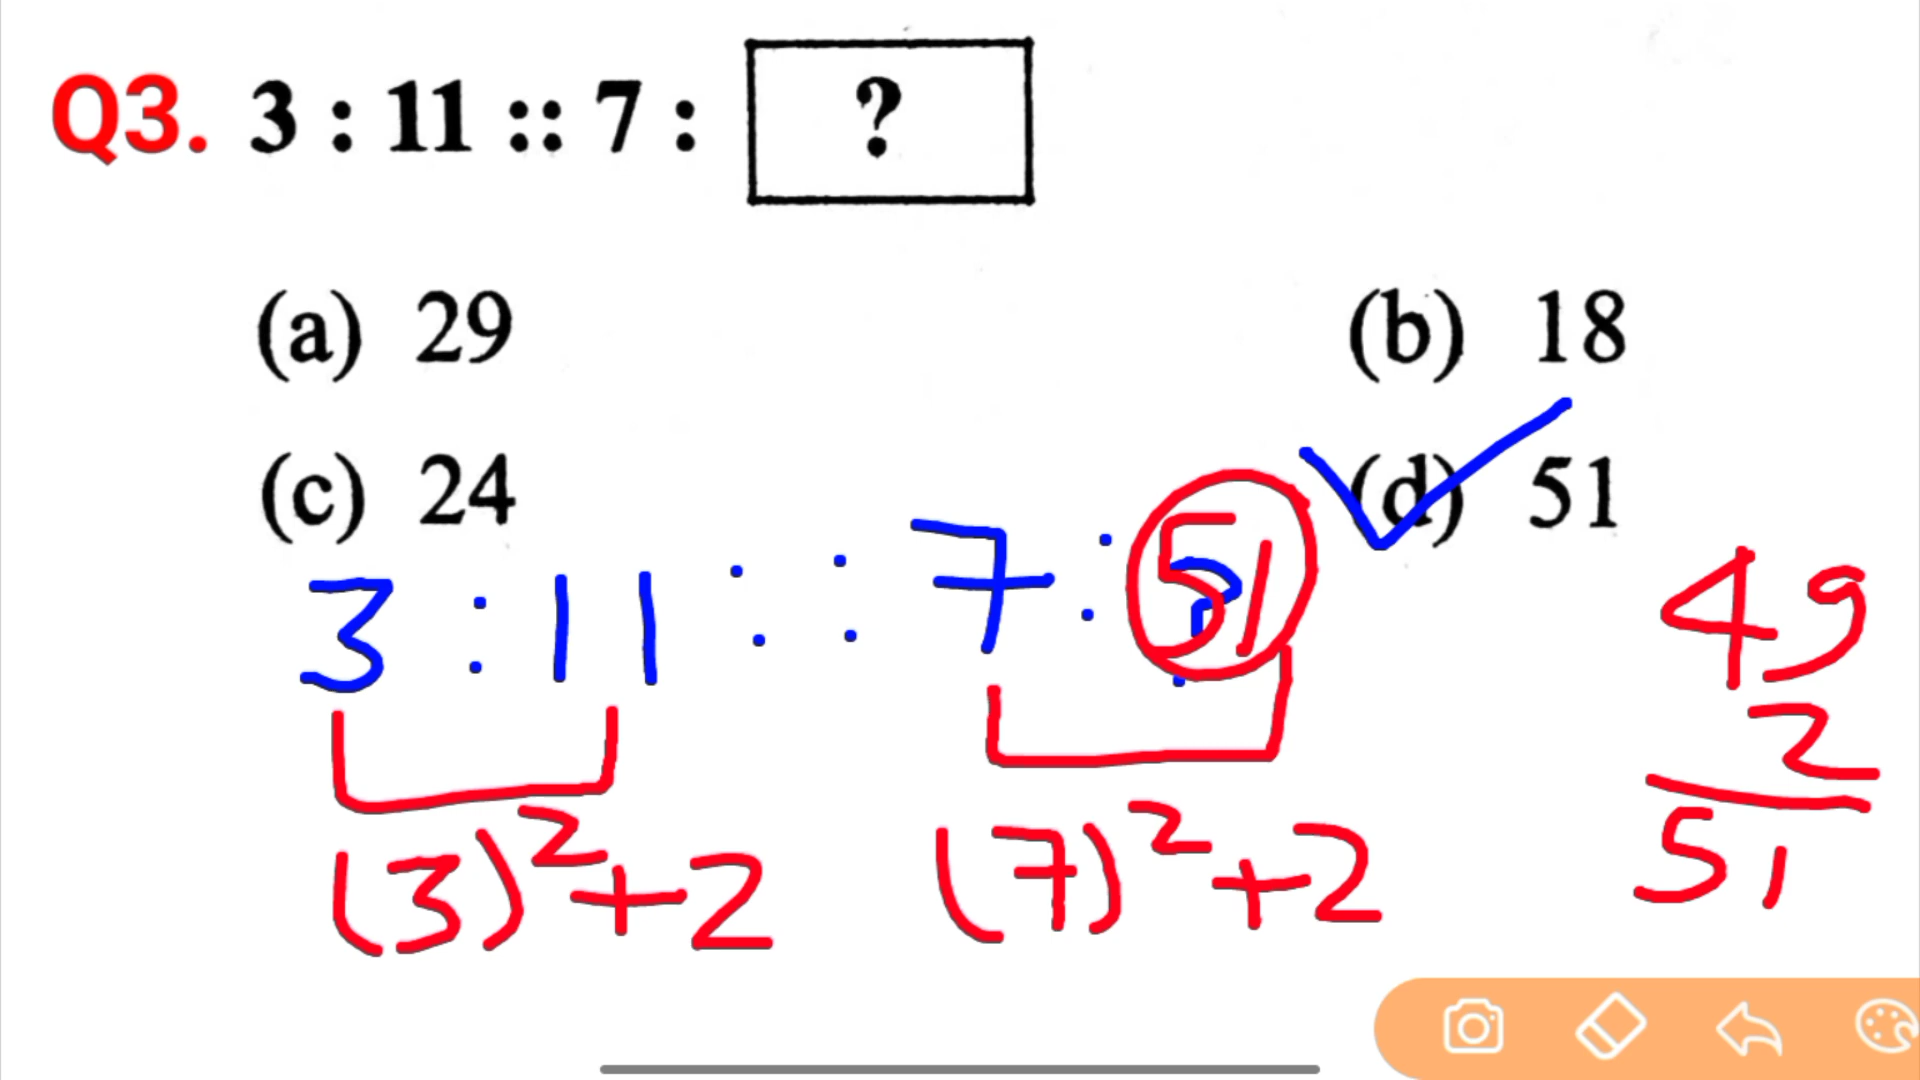 Q3. 3 : 11 :: 7 : ?
(a) 29
(b) 18
(c) 24
(d) 51
3 : 11 :: 7 : 51
(3)²+2
(7)²+2
49
2
51